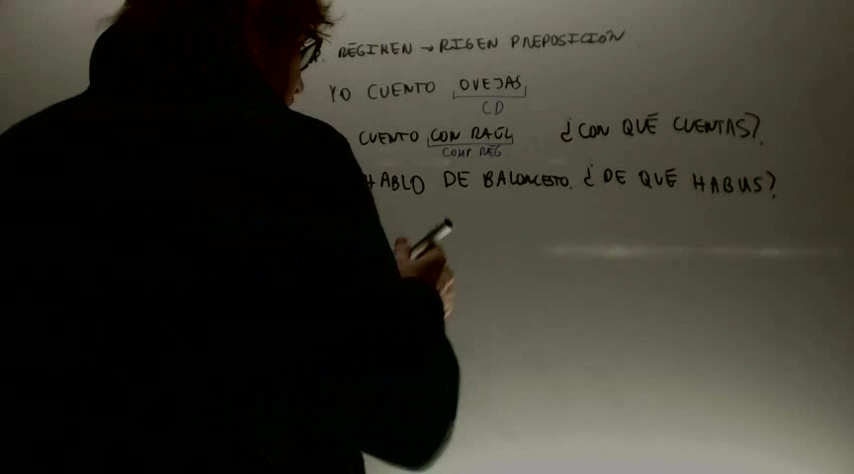 . RÉGIMEN → RIGEN PREPOSICIÓN
YO CUENTO OVEJAS
CD
CUENTO CON RAÚL ¿CON QUÉ CUENTAS?
COMP REG
HABLO DE BALONCESTO. ¿DE QUÉ HABLAS?